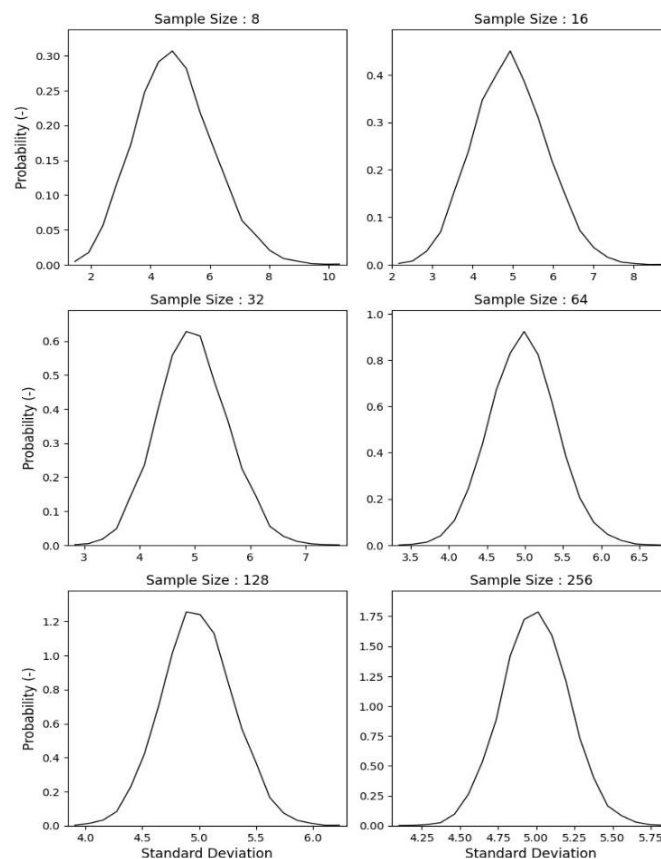 Sample Size : 8
Probability (-)
0.30
0.25
0.20
0.15
0.10
0.05
0.00
2 4 6 8 10
Sample Size : 16
0.4
0.3
0.2
0.1
0.0
2 3 4 5 6 7 8
Sample Size : 32
Probability (-)
0.6
0.5
0.4
0.3
0.2
0.1
0.0
3 4 5 6 7
Sample Size : 64
1.0
0.8
0.6
0.4
0.2
0.0
3.5 4.0 4.5 5.0 5.5 6.0 6.5
Sample Size : 128
Probability (-)
1.2
1.0
0.8
0.6
0.4
0.2
0.0
4.0 4.5 5.0 5.5 6.0
Standard Deviation
Sample Size : 256
1.75
1.50
1.25
1.00
0.75
0.50
0.25
0.00
4.25 4.50 4.75 5.00 5.25 5.50 5.75
Standard Deviation